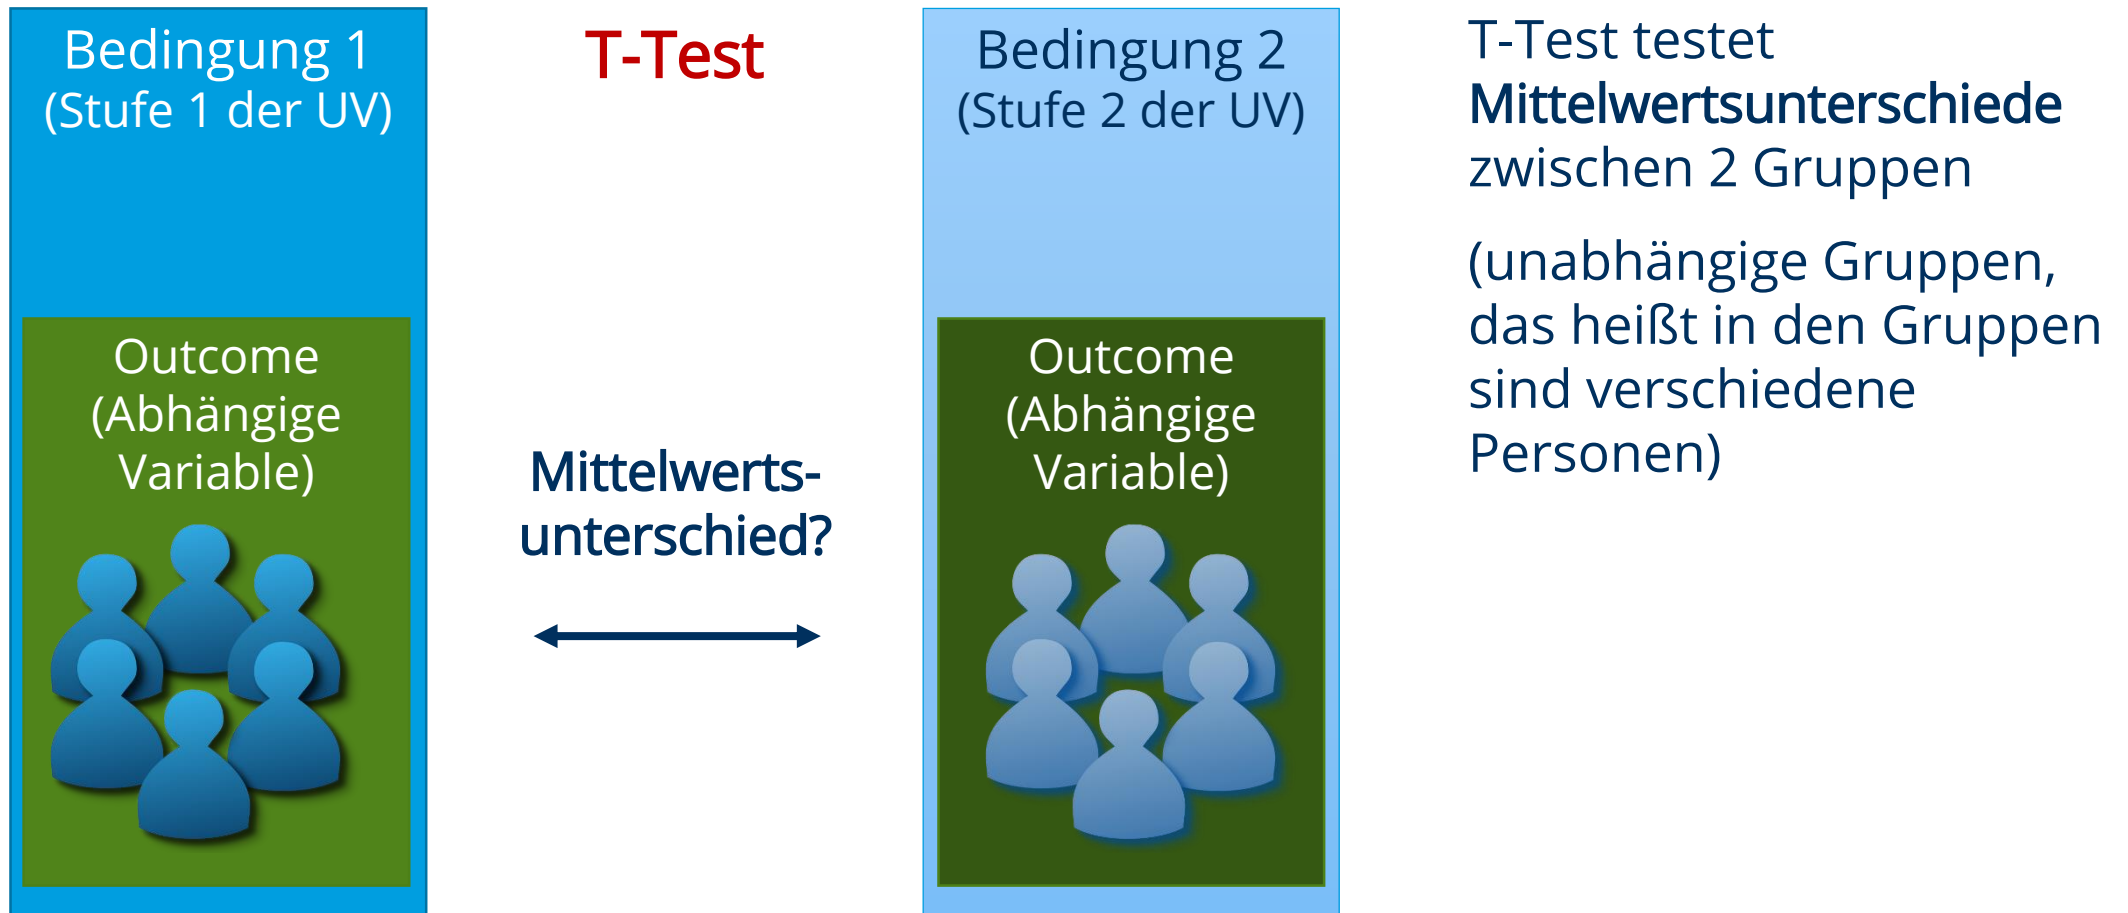 Bedingung 1
(Stufe 1 der UV)
Outcome
(Abhängige
Variable)
T-Test
Mittelwerts-
unterschied?
Bedingung 2
(Stufe 2 der UV)
Outcome
(Abhängige
Variable)
T-Test testet
Mittelwertsunterschiede
zwischen 2 Gruppen
(unabhängige Gruppen,
das heißt in den Gruppen
sind verschiedene
Personen)